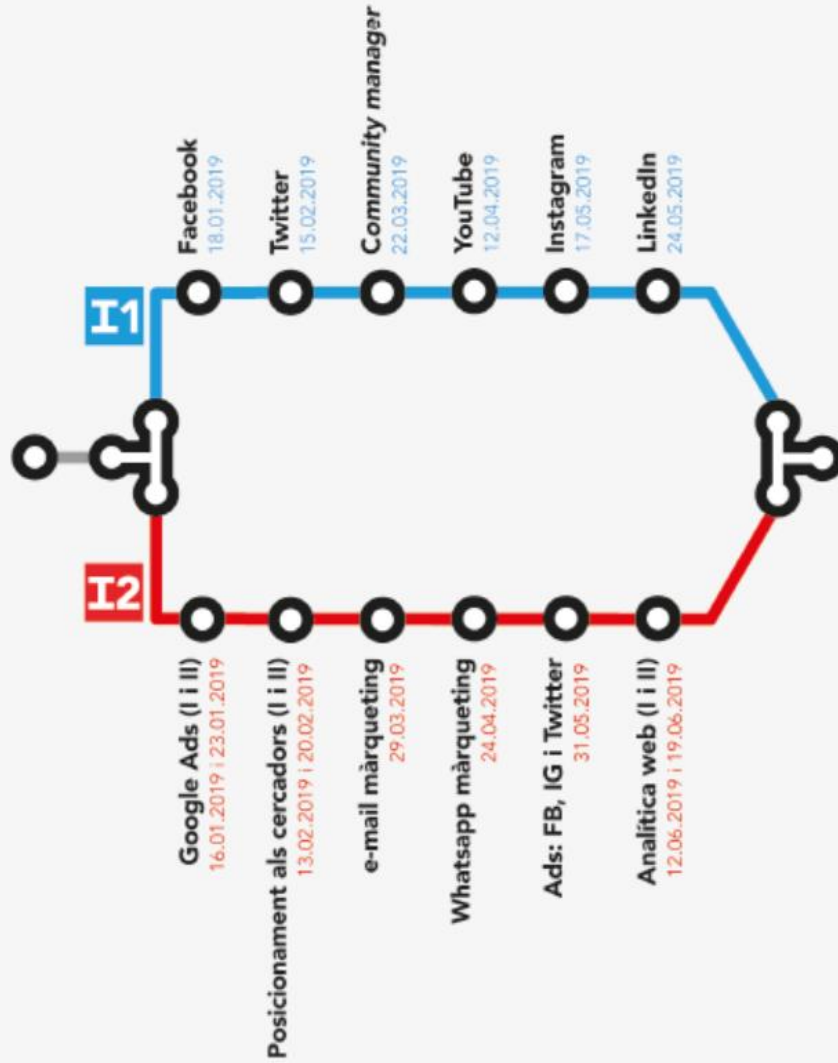 I2
I1
Google Ads (I i II)
16.01.2019 i 23.01.2019
Posicionament als cercadors (I i II)
13.02.2019 i 20.02.2019
e-mail màrqueting
29.03.2019
Whatsapp màrqueting
24.04.2019
Ads: FB, IG i Twitter
31.05.2019
Analítica web (I i II)
12.06.2019 i 19.06.2019
Facebook
18.01.2019
Twitter
15.02.2019
Community manager
22.03.2019
YouTube
12.04.2019
Instagram
17.05.2019
LinkedIn
24.05.2019